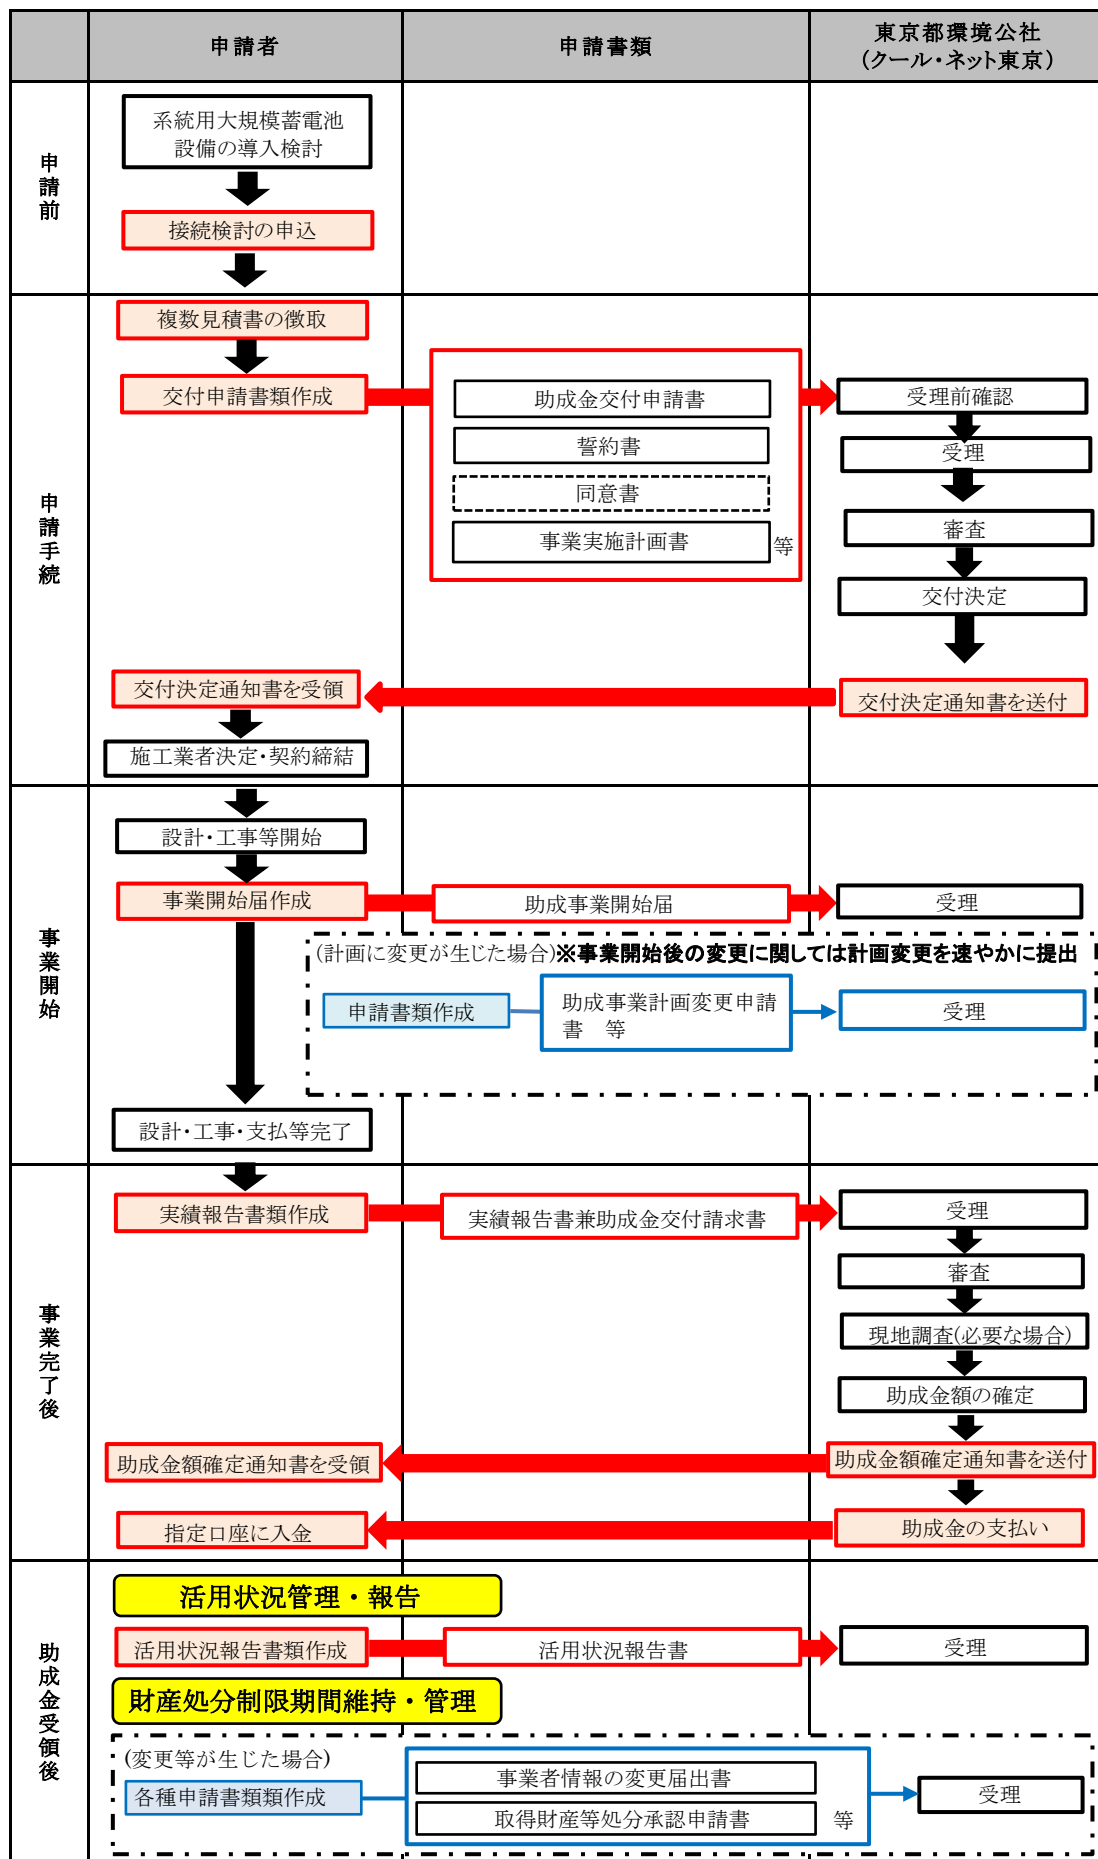 申請者
申請書類
東京都環境公社
(クール・ネット東京)
申請前
系統用大規模蓄電池
設備の導入検討
接続検討の申込
申請手続
複数見積書の徴取
交付申請書類作成
助成金交付申請書
誓約書
同意書
事業実施計画書
等
受理前確認
受理
審査
交付決定
交付決定通知書を受領
交付決定通知書を送付
施工業者決定・契約締結
事業開始
設計・工事等開始
事業開始届作成
助成事業開始届
受理
(計画に変更が生じた場合)※事業開始後の変更に関しては計画変更を速やかに提出
申請書類作成
助成事業計画変更申請
書　等
受理
設計・工事・支払等完了
事業完了後
実績報告書類作成
実績報告書兼助成金交付請求書
受理
審査
現地調査(必要な場合)
助成金額の確定
助成金額確定通知書を受領
助成金額確定通知書を送付
指定口座に入金
助成金の支払い
助成金受領後
活用状況管理・報告
活用状況報告書類作成
活用状況報告書
受理
財産処分制限期間維持・管理
(変更等が生じた場合)
各種申請書類類作成
事業者情報の変更届出書
取得財産等処分承認申請書
等
受理